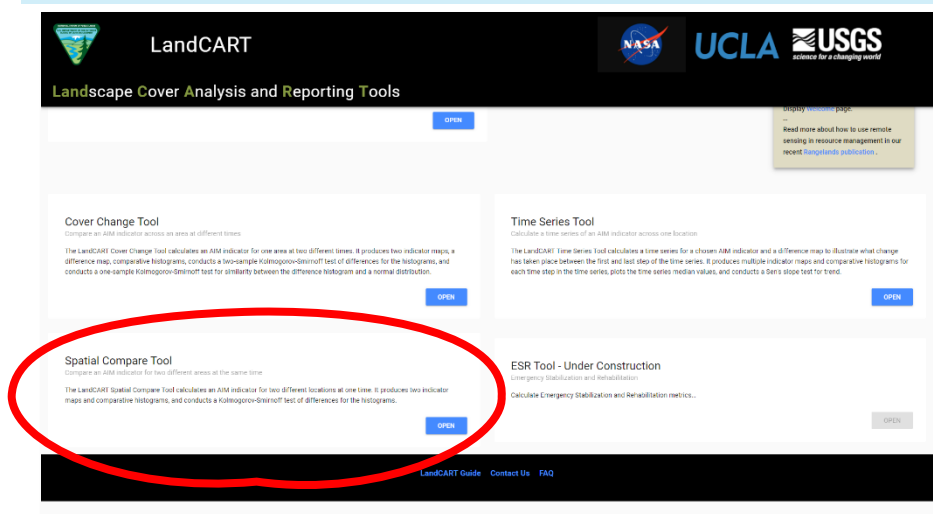 LandCART
NASA
UCLA
USGS
science for a changing world
Landscape Cover Analysis and Reporting Tools
OPEN
Display Welcome page.
--
Read more about how to use remote
sensing in resource management in our
recent Rangelands publication .
Cover Change Tool
Compare an AIM indicator across an area at different times
The LandCART Cover Change Tool calculates an AIM indicator for one area at two different times. It produces two indicator maps, a
difference map, comparative histograms, conducts a two-sample Kolmogorov-Smirnoff test of differences for the histograms, and
conducts a one-sample Kolmogorov-Smirnoff test for similarity between the difference histogram and a normal distribution.
OPEN
Time Series Tool
Calculate a time series of an AIM indicator across one location
The LandCART Time Series Tool calculates a time series for a chosen AIM indicator and a difference map to illustrate what change
has taken place between the first and last step of the time series. It produces multiple indicator maps and comparative histograms for
each time step in the time series, plots the time series median values, and conducts a Sen's slope test for trend.
OPEN
Spatial Compare Tool
Compare an AIM indicator for two different areas at the same time
The LandCART Spatial Compare Tool calculates an AIM indicator for two different locations at one time. It produces two indicator
maps and comparative histograms, and conducts a Kolmogorov-Smirnoff test of differences for the histograms.
OPEN
ESR Tool - Under Construction
Emergency Stabilization and Rehabilitation
Calculate Emergency Stabilization and Rehabilitation metrics...
OPEN
LandCART Guide Contact Us FAQ